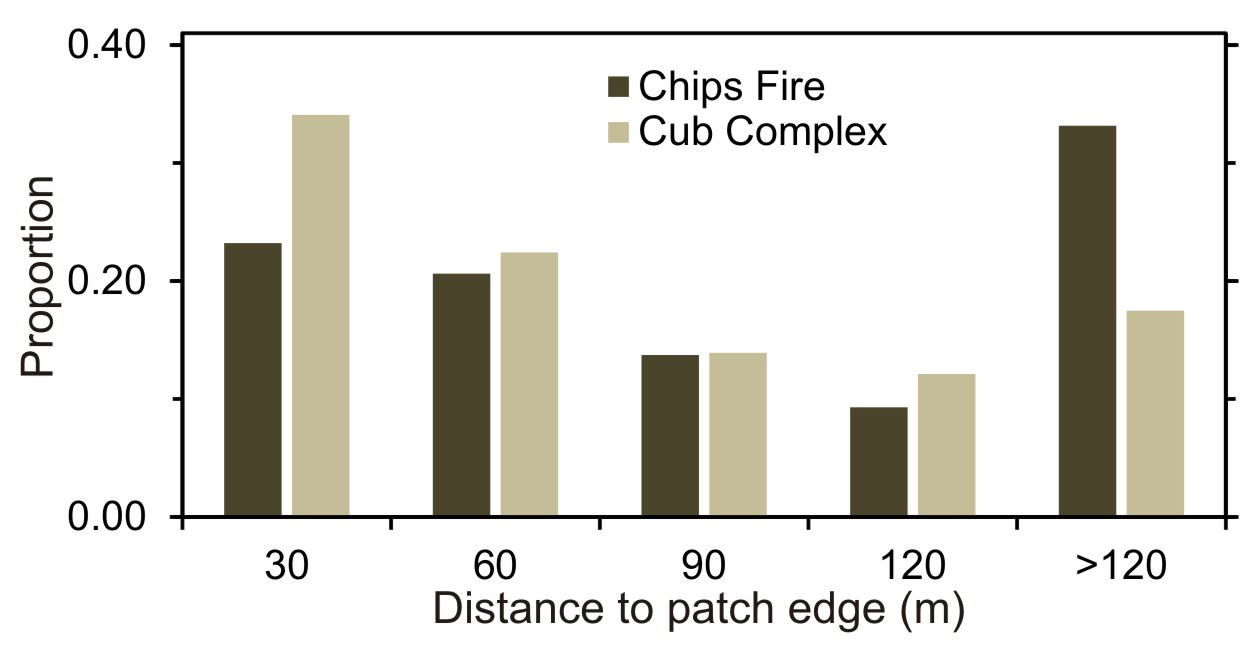 0.40
Chips Fire
Cub Complex
Proportion
0.20
0.00
30 60 90 120 >120
Distance to patch edge (m)